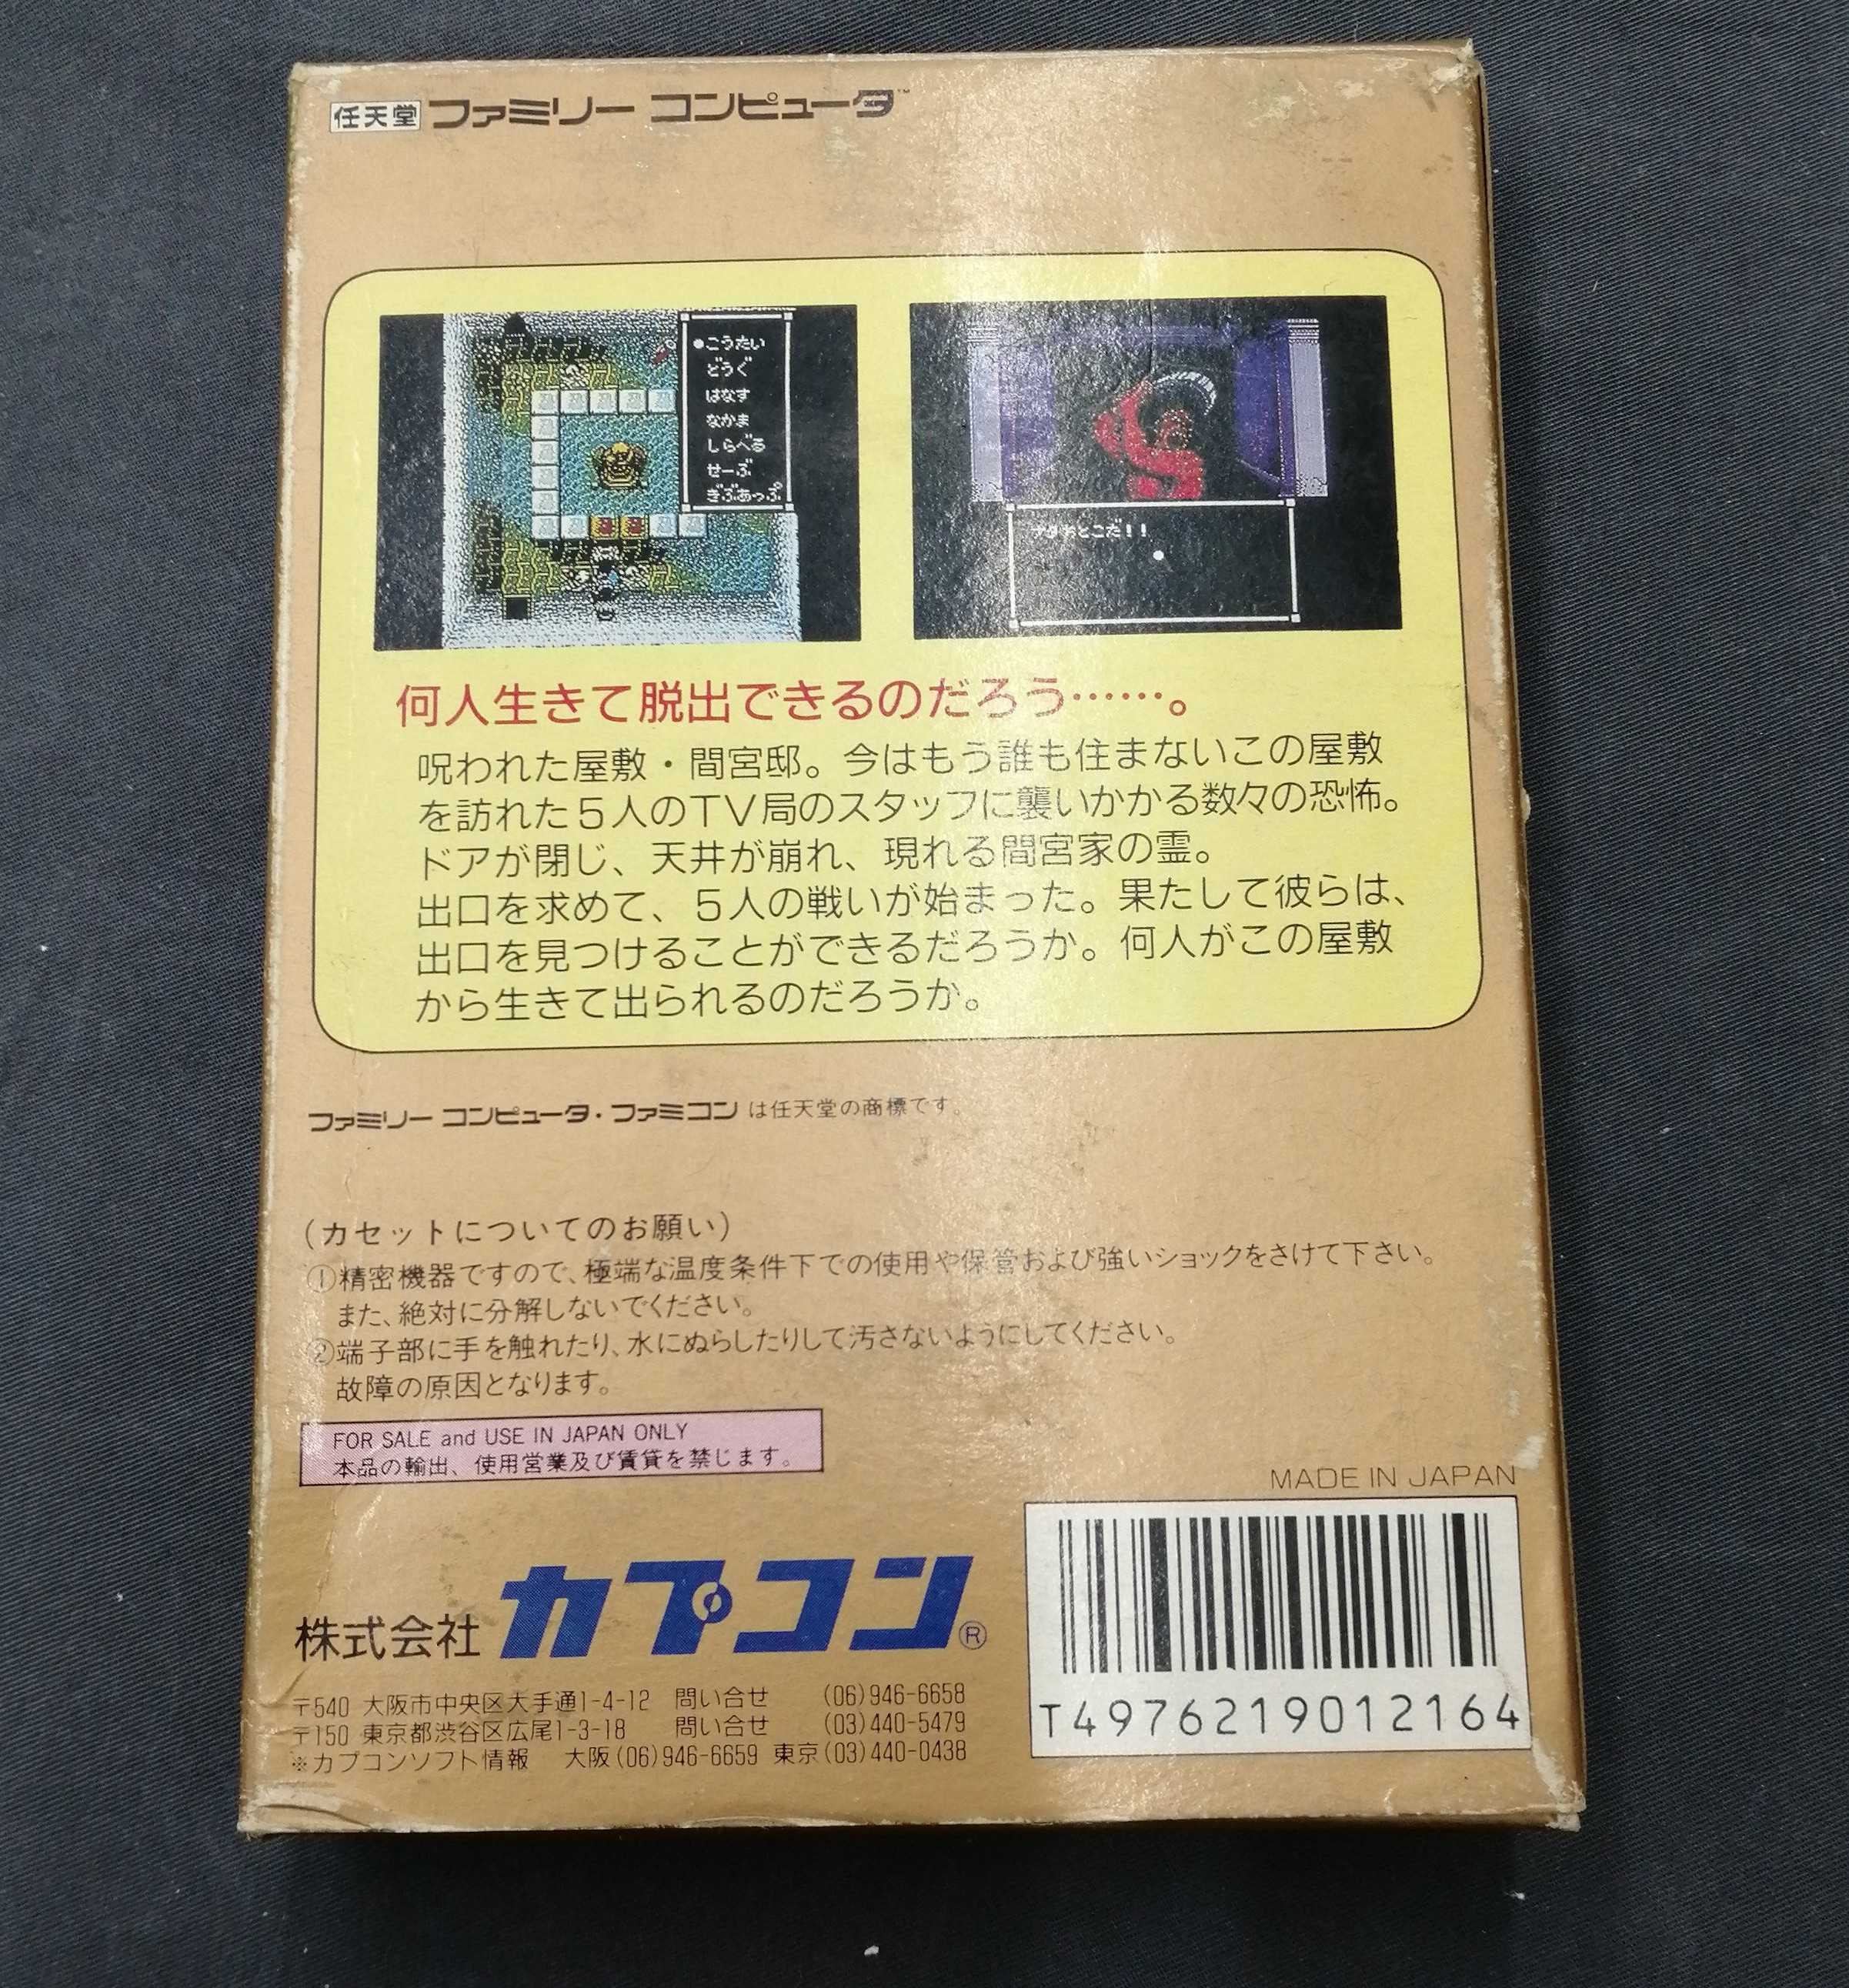 任天堂 ファミリー コンピュータ™
●こうたい
どうぐ
はなす
なかま
しらべる
せーぶ
ぎぶあっぷ
ナタおとこだ！！
何人生きて脱出できるのだろう……。
呪われた屋敷・間宮邸。今はもう誰も住まないこの屋敷
を訪れた5人のTV局のスタッフに襲いかかる数々の恐怖。
ドアが閉じ、天井が崩れ、現れる間宮家の霊。
出口を求めて、5人の戦いが始まった。果たして彼らは、
出口を見つけることができるだろうか。何人がこの屋敷
から生きて出られるのだろうか。
ファミリー コンピュータ・ファミコン は任天堂の商標です。
(カセットについてのお願い)
①精密機器ですので、極端な温度条件下での使用や保管および強いショックをさけて下さい。
また、絶対に分解しないでください。
②端子部に手を触れたり、水にぬらしたりして汚さないようにしてください。
故障の原因となります。
FOR SALE and USE IN JAPAN ONLY
本品の輸出、使用営業及び賃貸を禁じます。
MADE IN JAPAN
株式会社 カプコン®
〒540 大阪市中央区大手通1-4-12 問い合せ (06)946-6658
〒150 東京都渋谷区広尾1-3-18 問い合せ (03)440-5479
※カプコンソフト情報 大阪(06)946-6659 東京(03)440-0438
T4976219012164